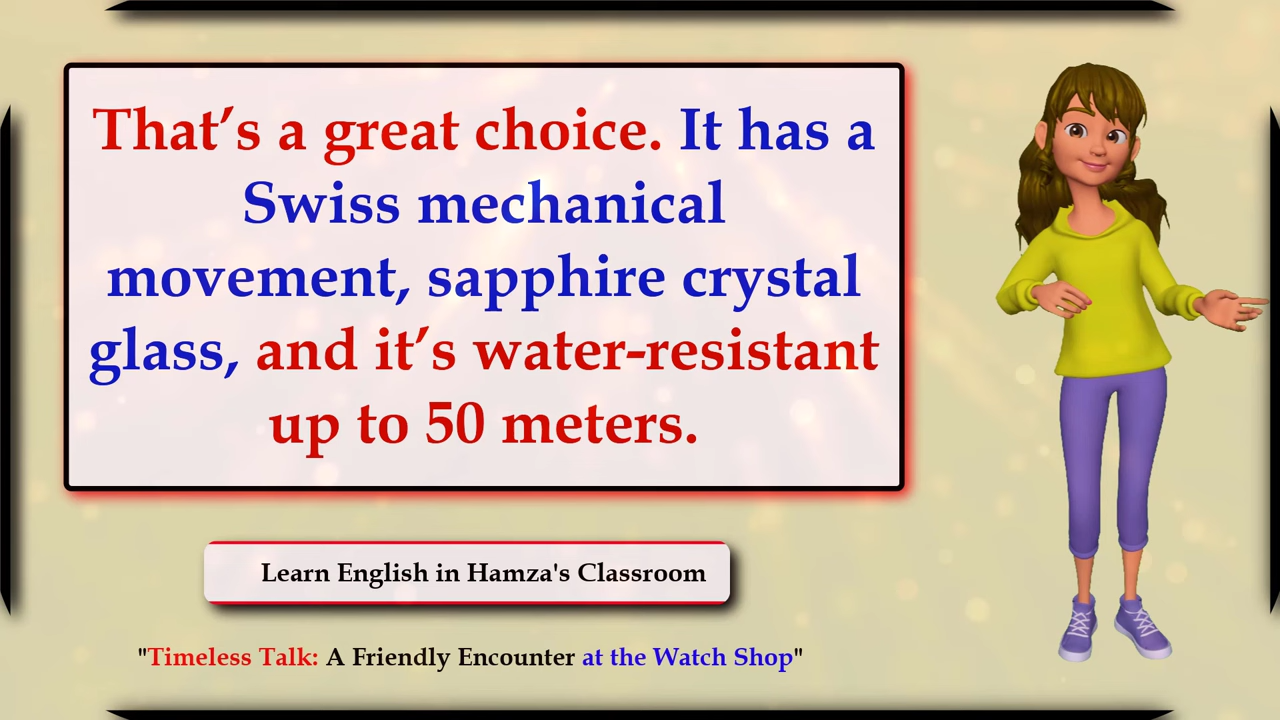 That’s a great choice. It has a
Swiss mechanical
movement, sapphire crystal
glass, and it’s water-resistant
up to 50 meters.
Learn English in Hamza's Classroom
"Timeless Talk: A Friendly Encounter at the Watch Shop"